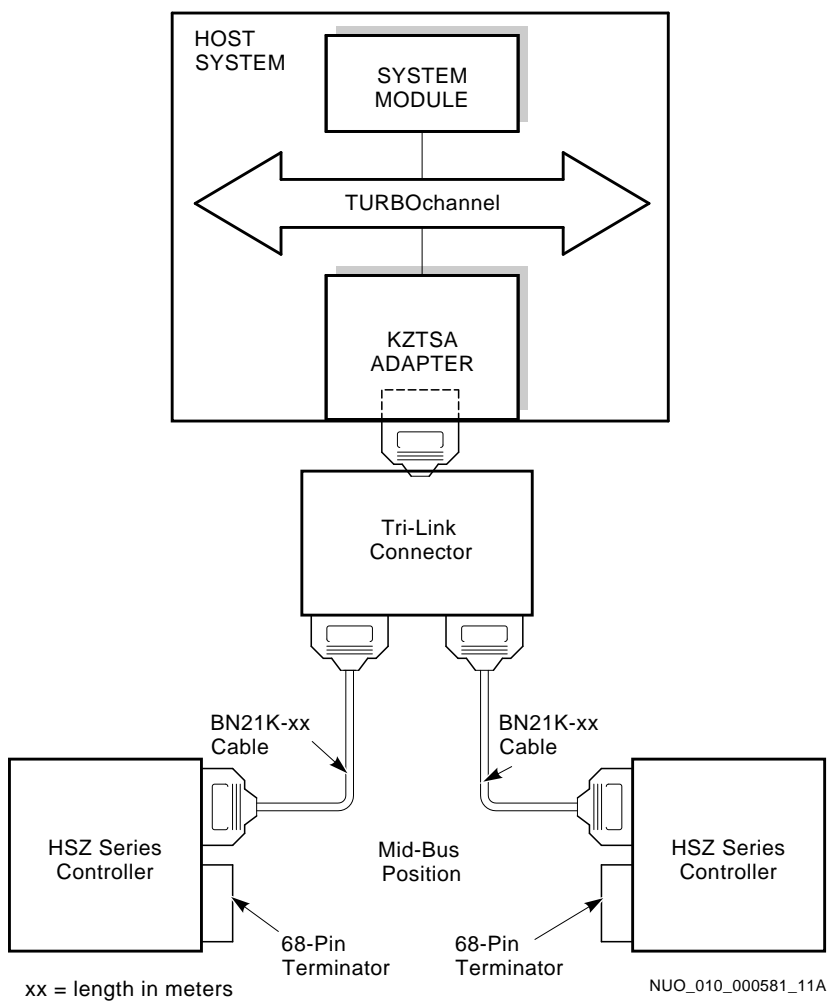 HOST
SYSTEM
SYSTEM
MODULE
TURBOchannel
KZTSA
ADAPTER
Tri-Link
Connector
BN21K-xx
Cable
BN21K-xx
Cable
HSZ Series
Controller
Mid-Bus
Position
HSZ Series
Controller
68-Pin
Terminator
68-Pin
Terminator
xx = length in meters
NUO_010_000581_11A